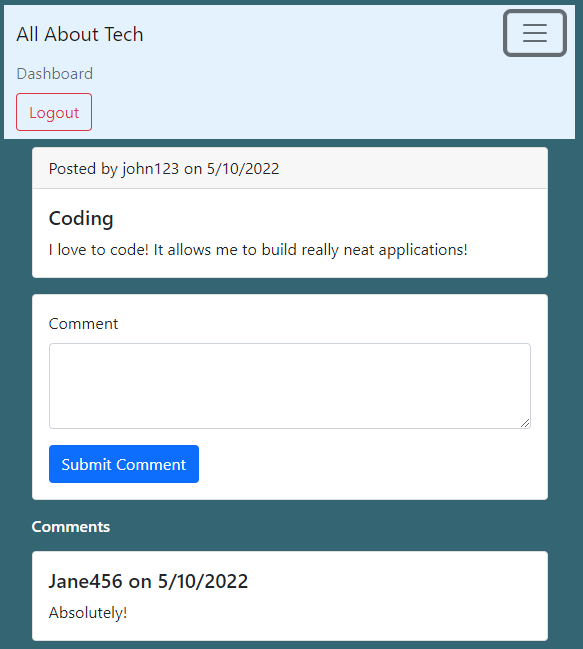 All About Tech
Dashboard
Logout
Posted by john123 on 5/10/2022
Coding
I love to code! It allows me to build really neat applications!
Comment
Submit Comment
Comments
Jane456 on 5/10/2022
Absolutely!